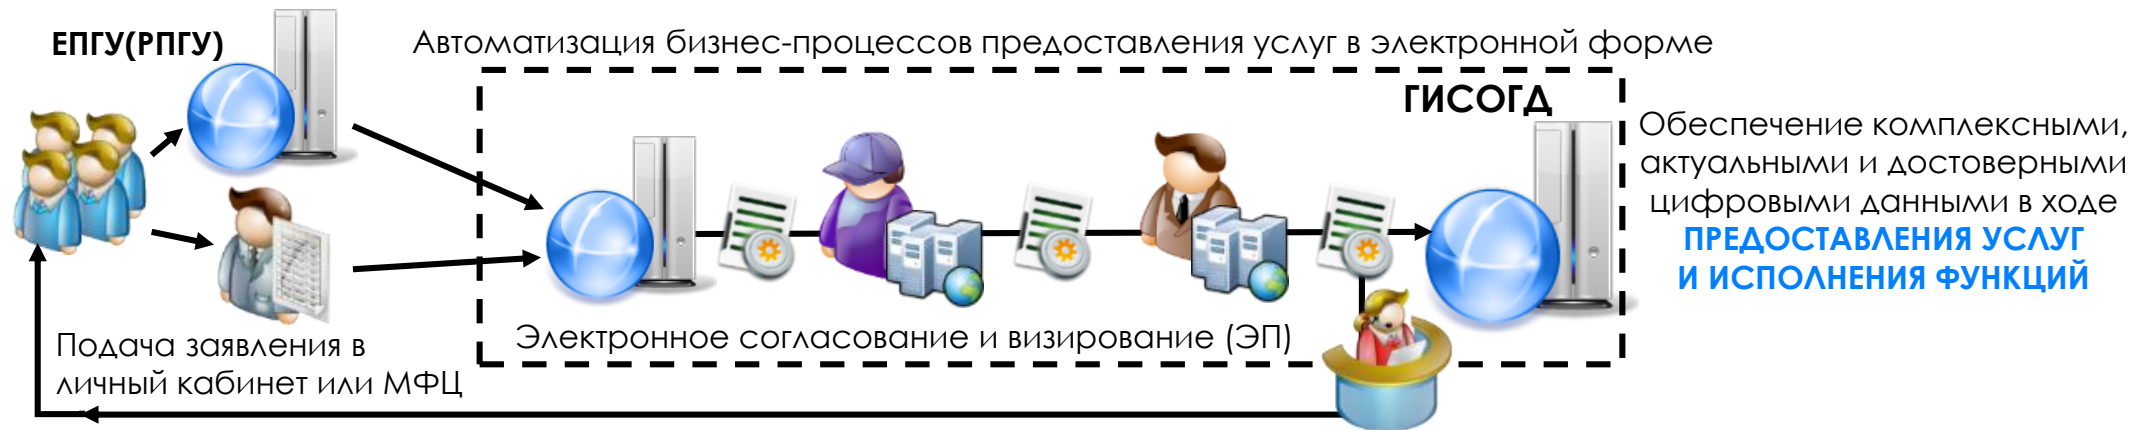 ЕПГУ(РПГУ)
Автоматизация бизнес-процессов предоставления услуг в электронной форме
ГИСОГД
Обеспечение комплексными,
актуальными и достоверными
цифровыми данными в ходе
ПРЕДОСТАВЛЕНИЯ УСЛУГ
И ИСПОЛНЕНИЯ ФУНКЦИЙ
Электронное согласование и визирование (ЭП)
Подача заявления в
личный кабинет или МФЦ